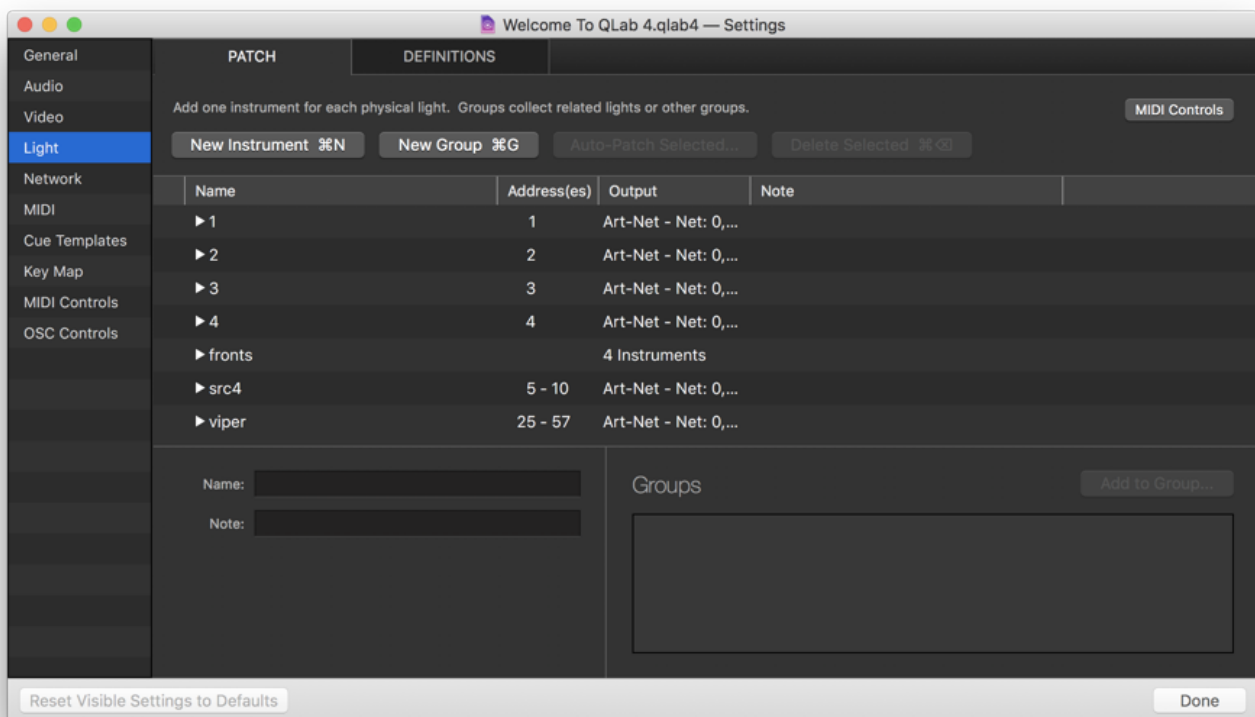 Welcome To QLab 4.qlab4 — Settings
General
Audio
Video
Light
Network
MIDI
Cue Templates
Key Map
MIDI Controls
OSC Controls
PATCH DEFINITIONS
Add one instrument for each physical light. Groups collect related lights or other groups.
MIDI Controls
New Instrument ⌘N New Group ⌘G Auto-Patch Selected... Delete Selected ⌘⌫
Name Address(es) Output Note
▶1 1 Art-Net - Net: 0,...
▶2 2 Art-Net - Net: 0,...
▶3 3 Art-Net - Net: 0,...
▶4 4 Art-Net - Net: 0,...
▶fronts 4 Instruments
▶src4 5 - 10 Art-Net - Net: 0,...
▶viper 25 - 57 Art-Net - Net: 0,...
Name:
Note:
Groups Add to Group...
Reset Visible Settings to Defaults Done